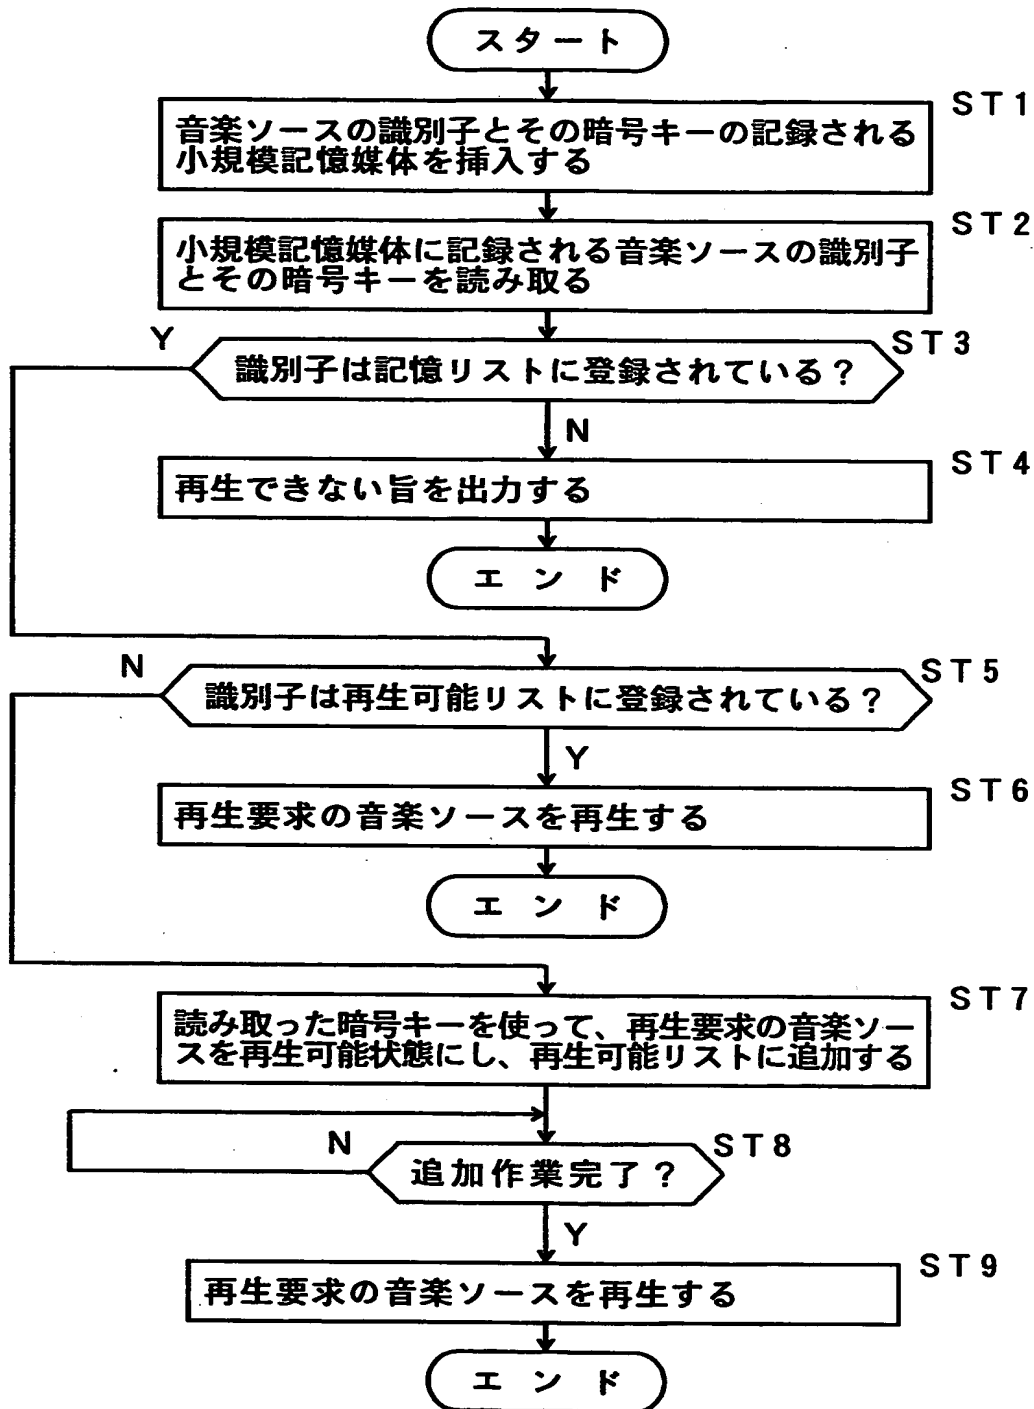 スタート
ST1
音楽ソースの識別子とその暗号キーの記録される
小規模記憶媒体を挿入する
ST2
小規模記憶媒体に記録される音楽ソースの識別子
とその暗号キーを読み取る
Y
ST3
識別子は記憶リストに登録されている?
N
ST4
再生できない旨を出力する
エンド
N
ST5
識別子は再生可能リストに登録されている?
Y
ST6
再生要求の音楽ソースを再生する
エンド
ST7
読み取った暗号キーを使って、再生要求の音楽ソー
スを再生可能状態にし、再生可能リストに追加する
N
ST8
追加作業完了?
Y
ST9
再生要求の音楽ソースを再生する
エンド